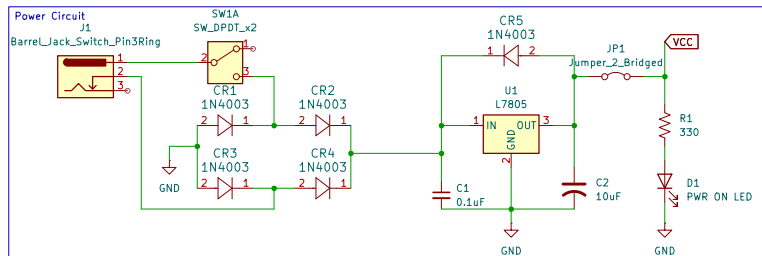 Power Circuit
J1
Barrel_Jack_Switch_Pin3Ring
1
2
3
SW1A
SW_DPDT_x2
1
2
3
CR1
1N4003
2
1
CR2
1N4003
2
1
CR3
1N4003
2
1
CR4
1N4003
2
1
GND
CR5
1N4003
1
2
U1
L7805
1
IN
OUT
3
GND
2
C1
0.1uF
C2
10uF
GND
JP1
Jumper_2_Bridged
VCC
R1
330
D1
PWR ON LED
GND